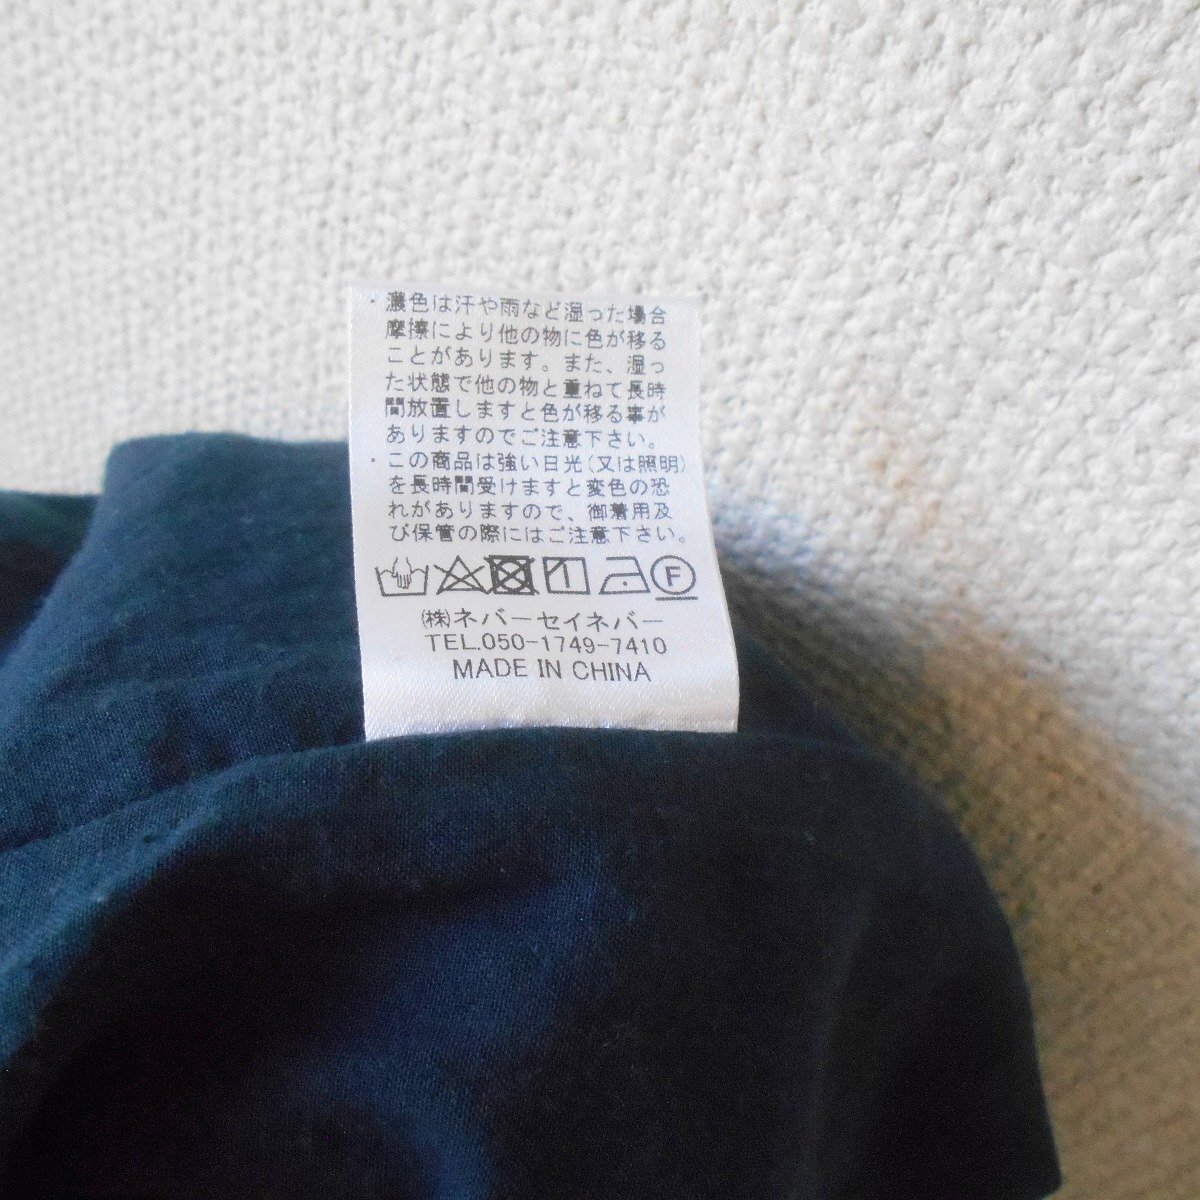 ・濃色は汗や雨など湿った場合
摩擦により他の物に色が移る
ことがあります。また、湿っ
た状態で他の物と重ねて長時
間放置しますと色が移る事が
ありますのでご注意下さい。
・この商品は強い日光(又は照明)
を長時間受けますと変色の恐
れがありますので、御着用及
び保管の際にはご注意下さい。
F
㈱ネバーセイネバー
TEL.050-1749-7410
MADE IN CHINA